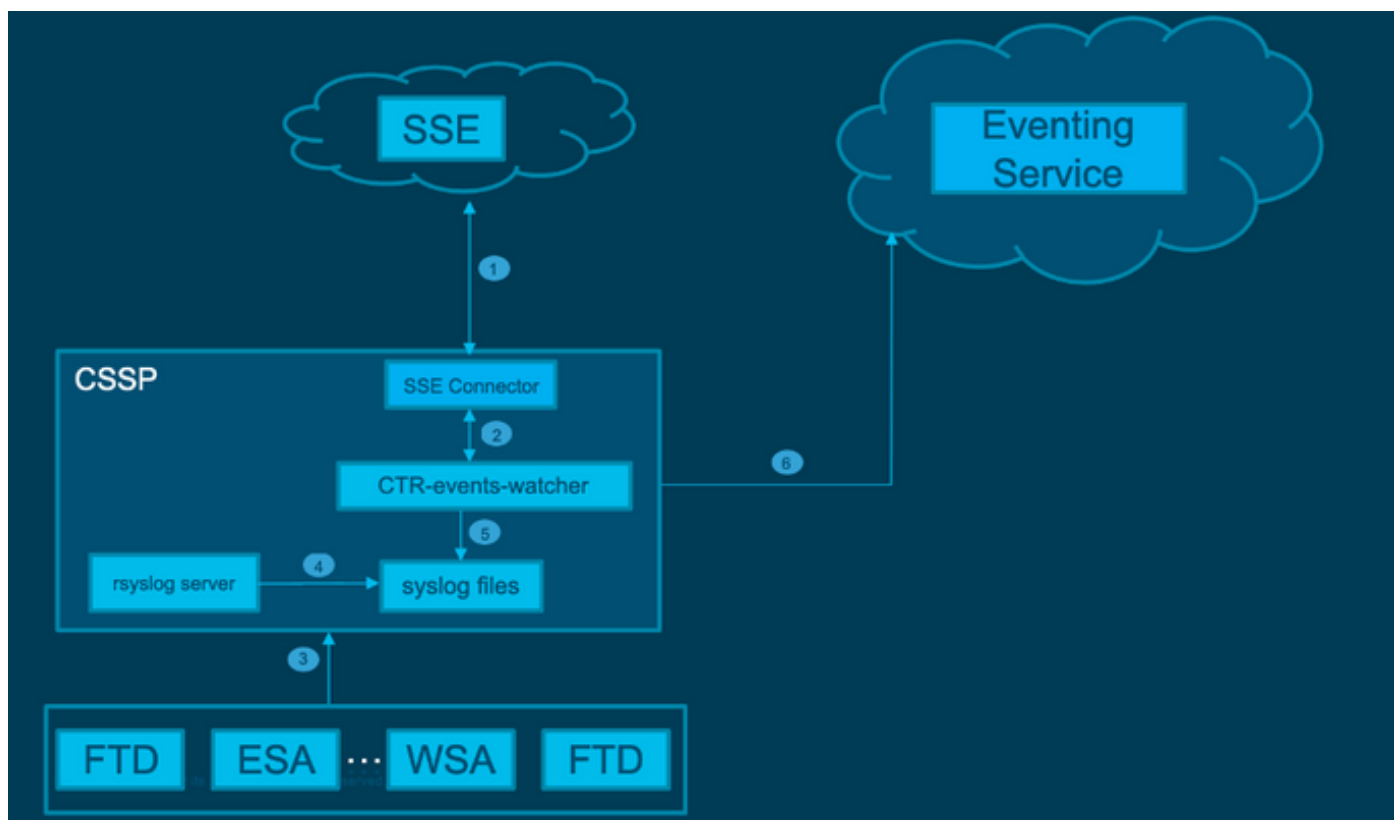 SSE
Eventing
Service
1
CSSP
SSE Connector
2
CTR-events-watcher
6
5
rsyslog server
4
syslog files
3
FTD
ESA
...
WSA
FTD
served